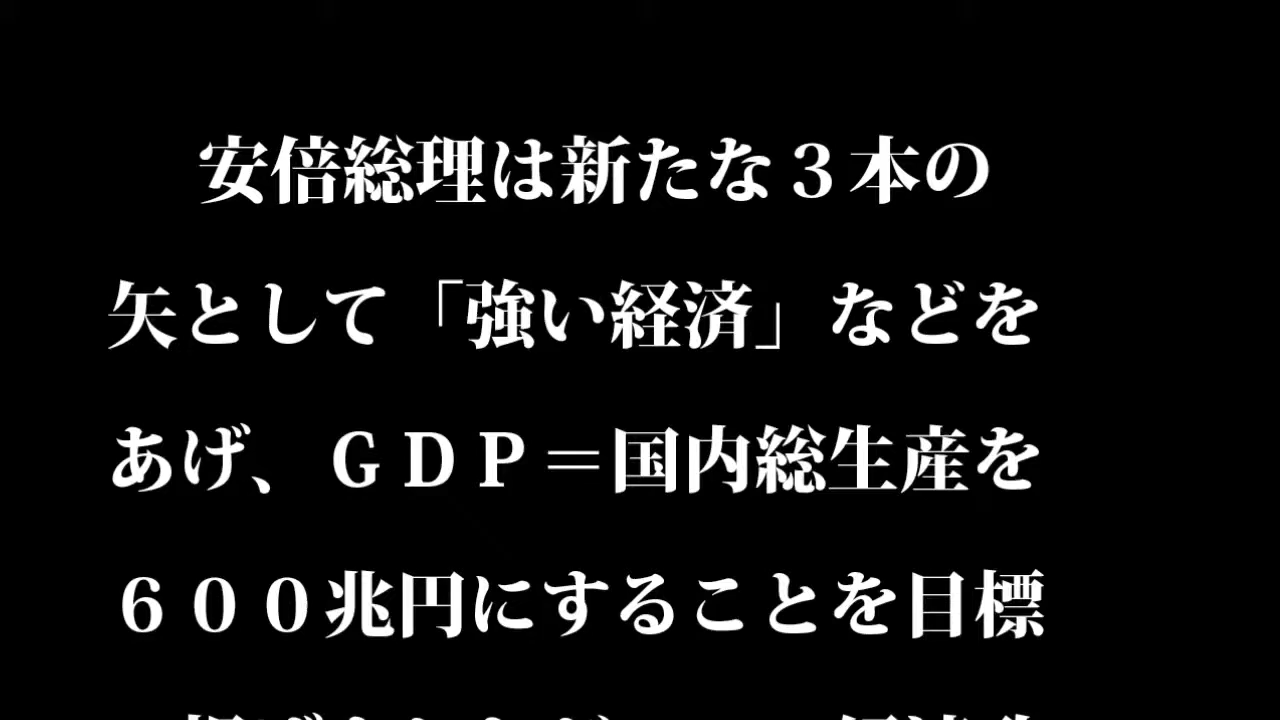 安倍総理は新たな３本の
矢として「強い経済」などを
あげ、ＧＤＰ＝国内総生産を
６００兆円にすることを目標